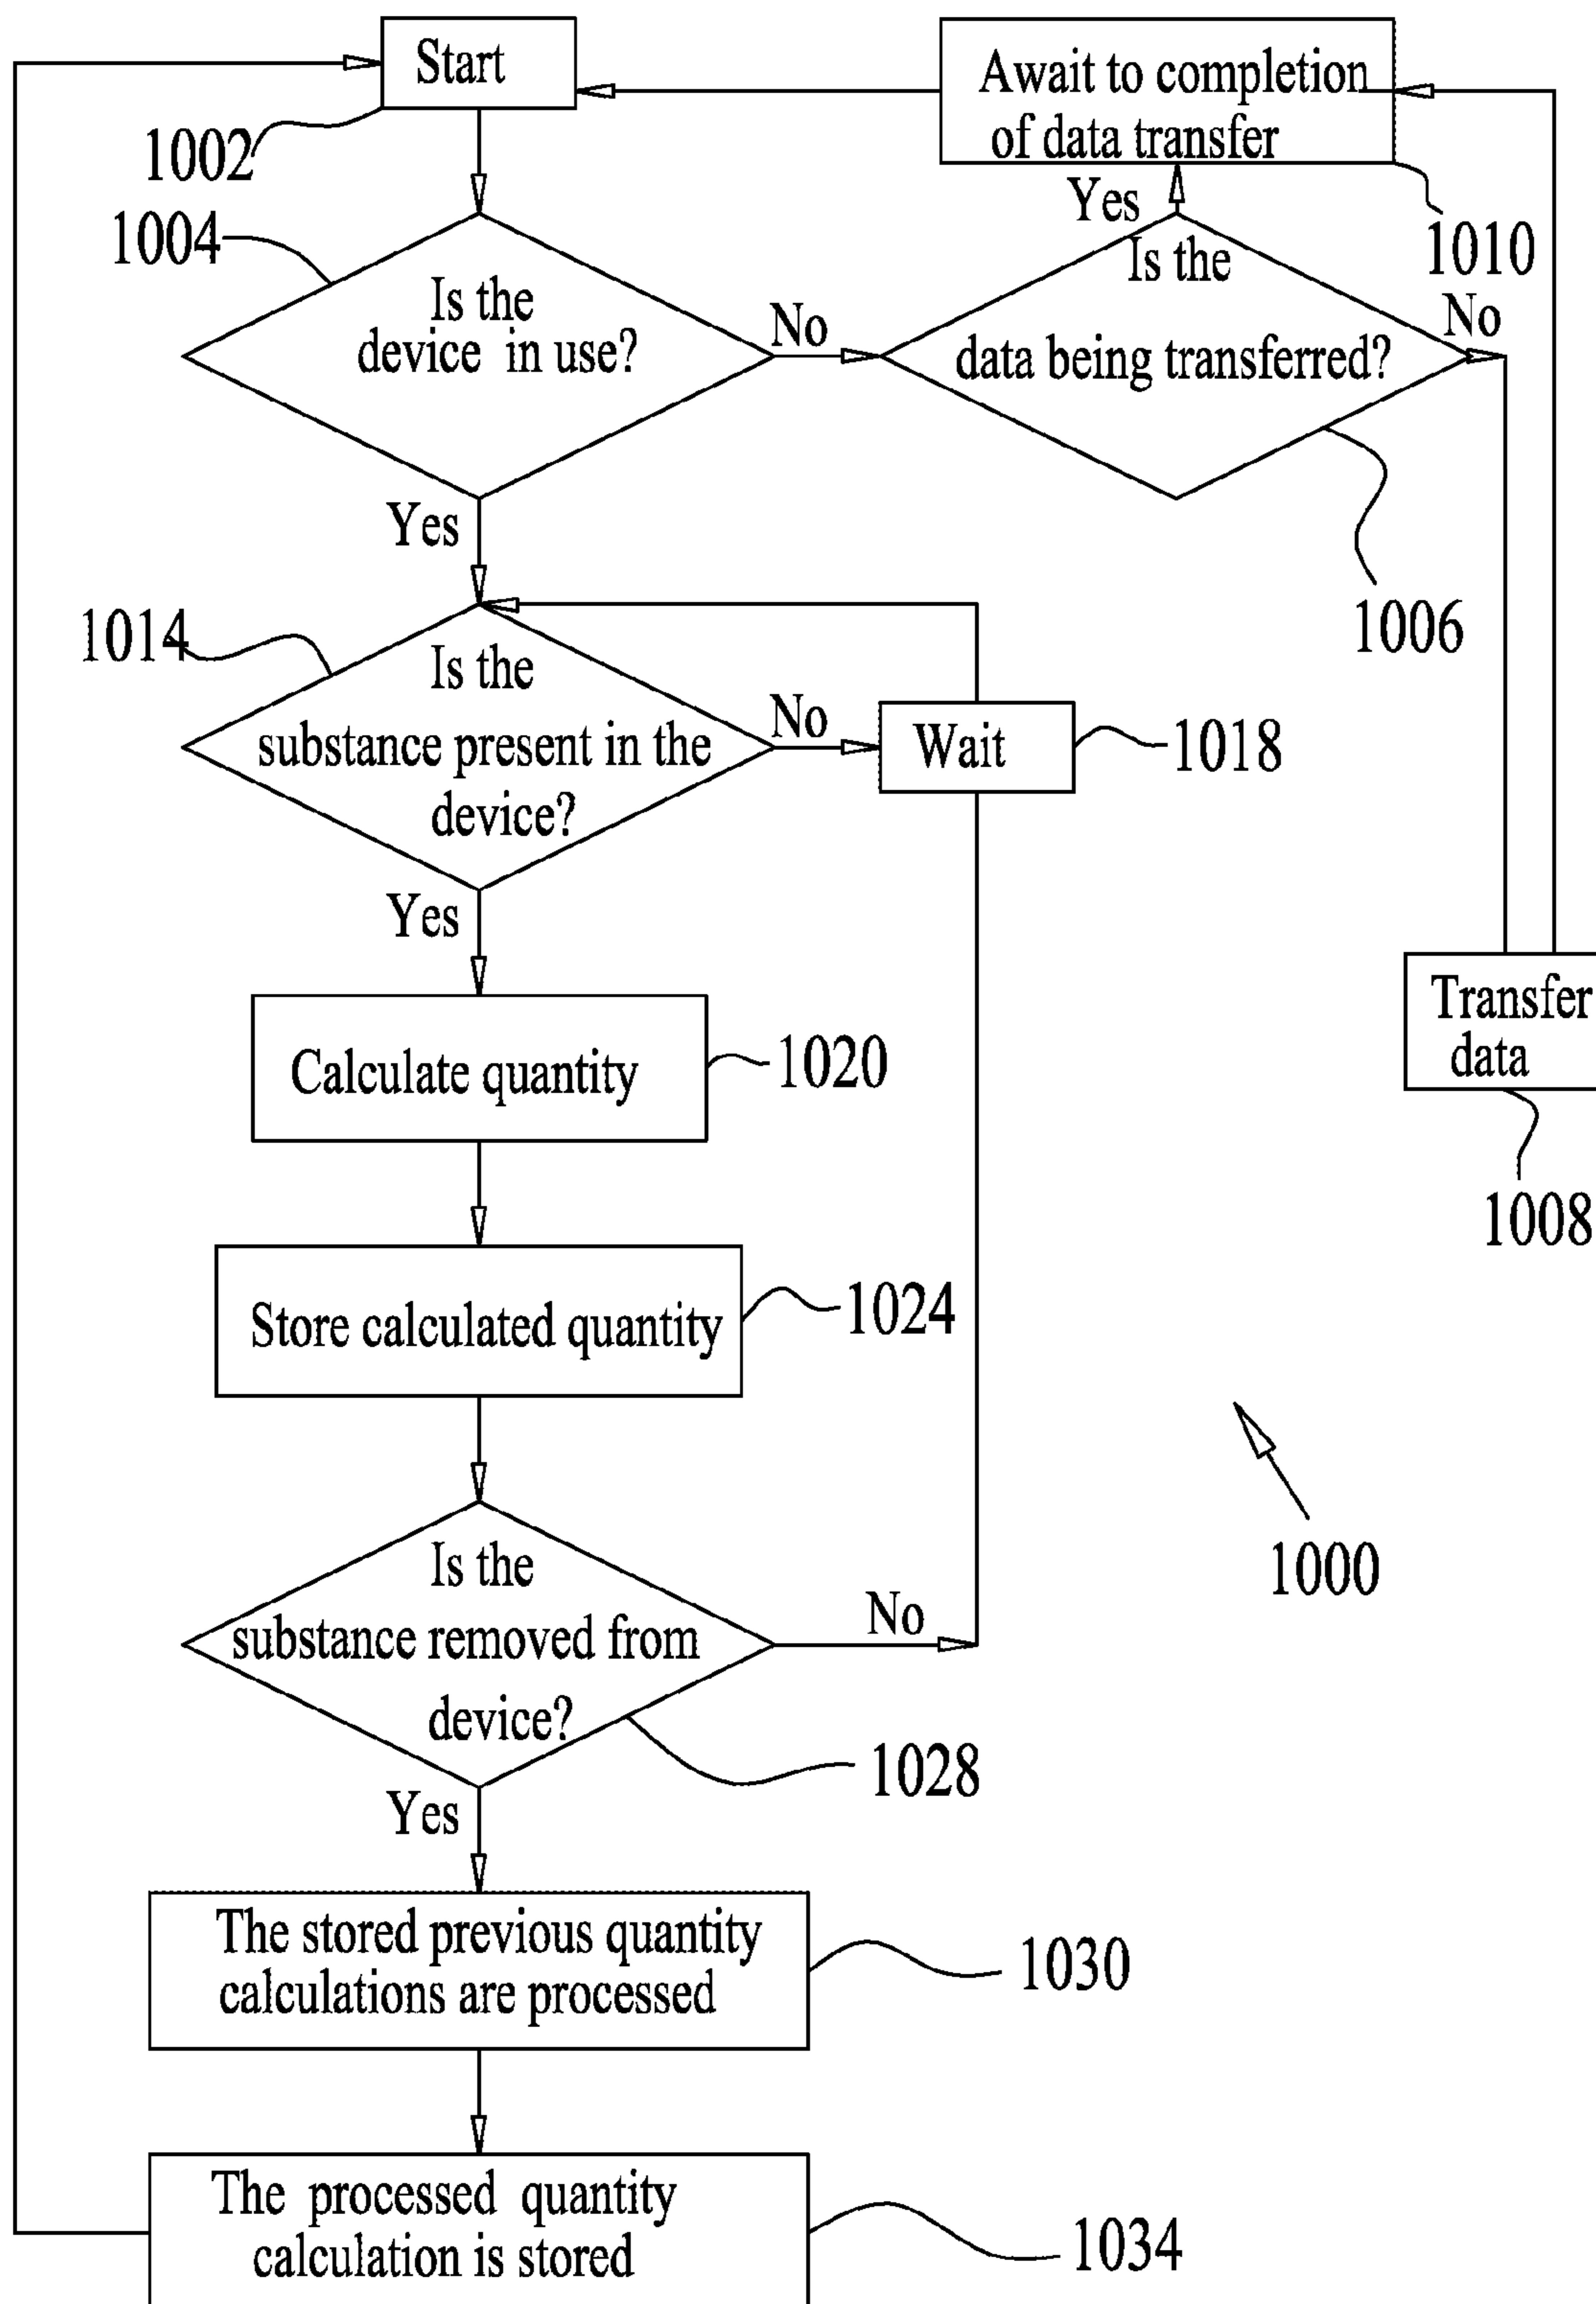 Start
1002
Await to completion
of data transfer
1010
1004
Is the
device in use?
No
Yes
Is the
data being transferred?
No
1006
Yes
1014
Is the
substance present in the
device?
No
Wait
1018
Yes
Calculate quantity
1020
Transfer
data
1008
Store calculated quantity
1024
1000
Is the
substance removed from
device?
No
1028
Yes
The stored previous quantity
calculations are processed
1030
The processed quantity
calculation is stored
1034